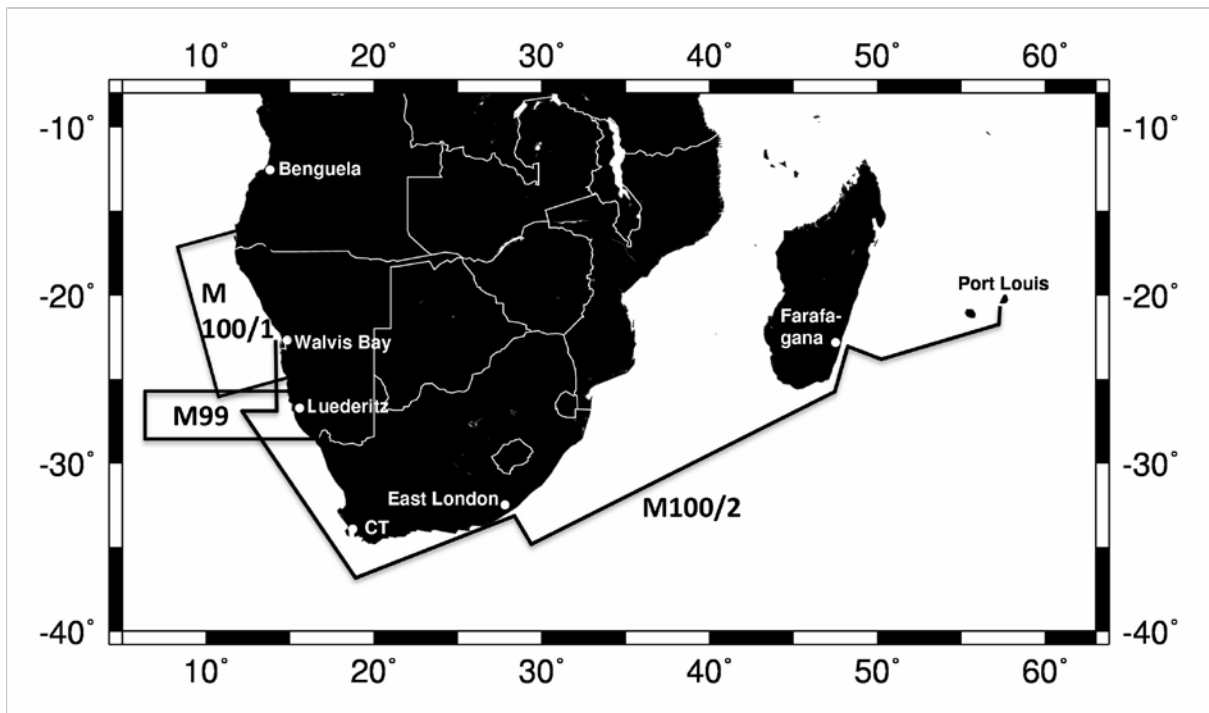 10˚ 20˚ 30˚ 40˚ 50˚ 60˚
-10˚ -10˚
Benguela
M
100/1
-20˚ -20˚
Port Louis
Walvis Bay
Farafa-
gana
M99
Luederitz
-30˚ -30˚
East London
M100/2
CT
-40˚ -40˚
10˚ 20˚ 30˚ 40˚ 50˚ 60˚